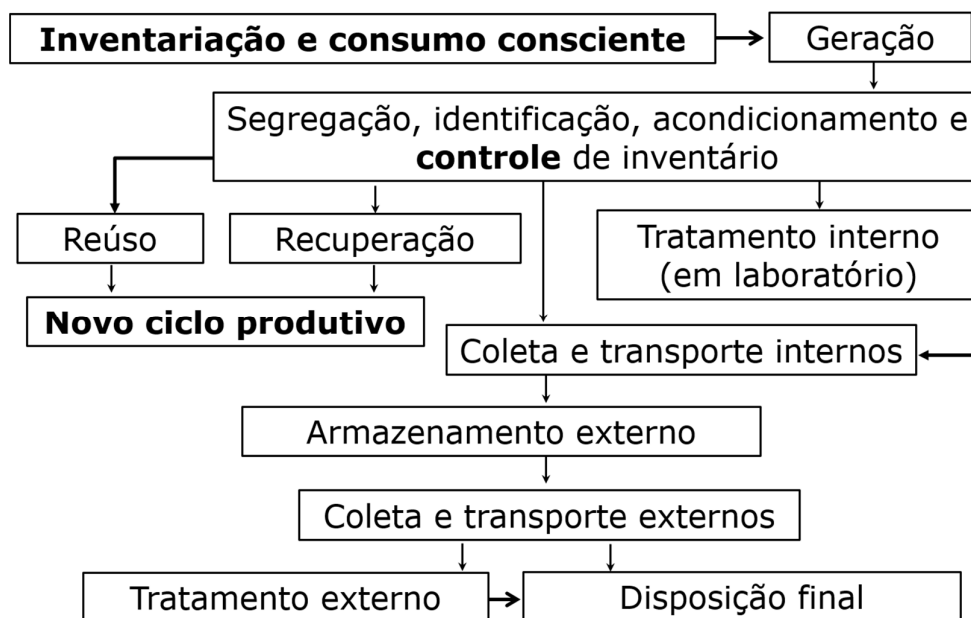 Inventariação e consumo consciente
Geração
Segregação, identificação, acondicionamento e
controle de inventário
Reúso
Recuperação
Tratamento interno
(em laboratório)
Novo ciclo produtivo
Coleta e transporte internos
Armazenamento externo
Coleta e transporte externos
Tratamento externo
Disposição final